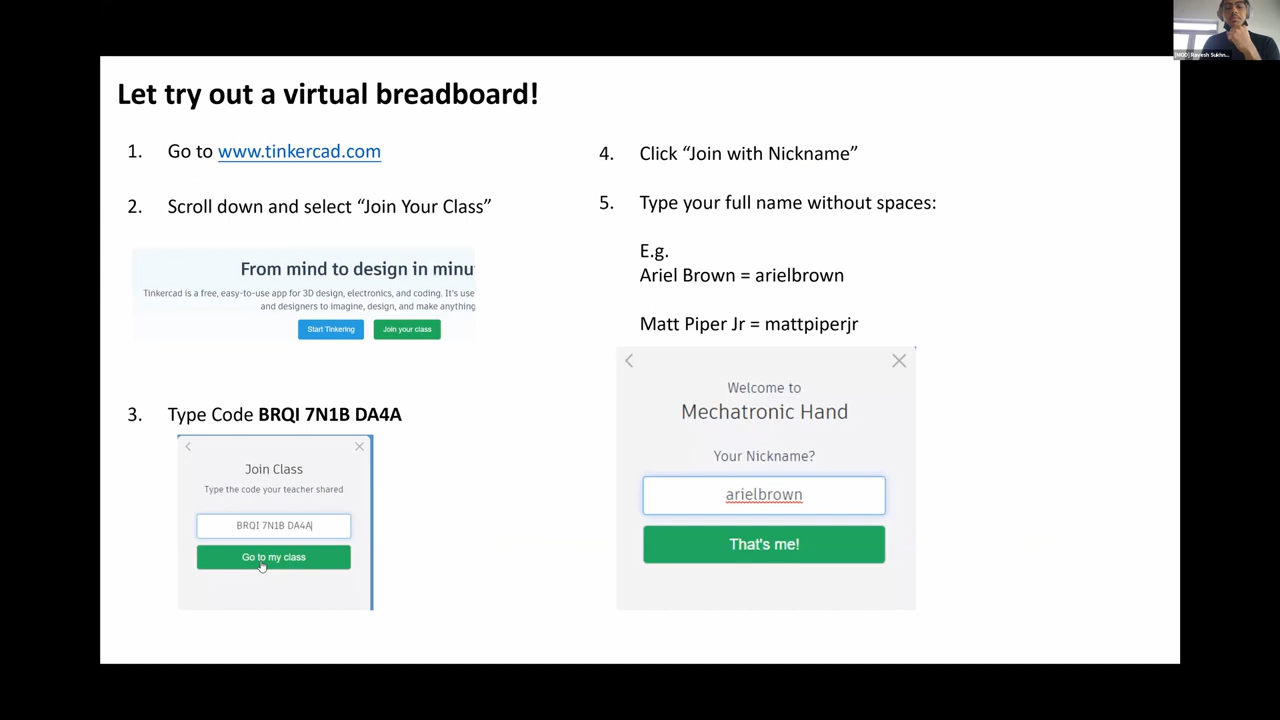 Let try out a virtual breadboard!
1. Go to www.tinkercad.com
2. Scroll down and select “Join Your Class”
From mind to design in minu
Tinkercad is a free, easy-to-use app for 3D design, electronics, and coding. It's use
and designers to imagine, design, and make anything
Start Tinkering
Join your class
3. Type Code BRQI 7N1B DA4A
Join Class
Type the code your teacher shared
BRQI 7N1B DA4A
Go to my class
4. Click “Join with Nickname”
5. Type your full name without spaces:
E.g.
Ariel Brown = arielbrown
Matt Piper Jr = mattpiperjr
Welcome to
Mechatronic Hand
Your Nickname?
arielbrown
That's me!